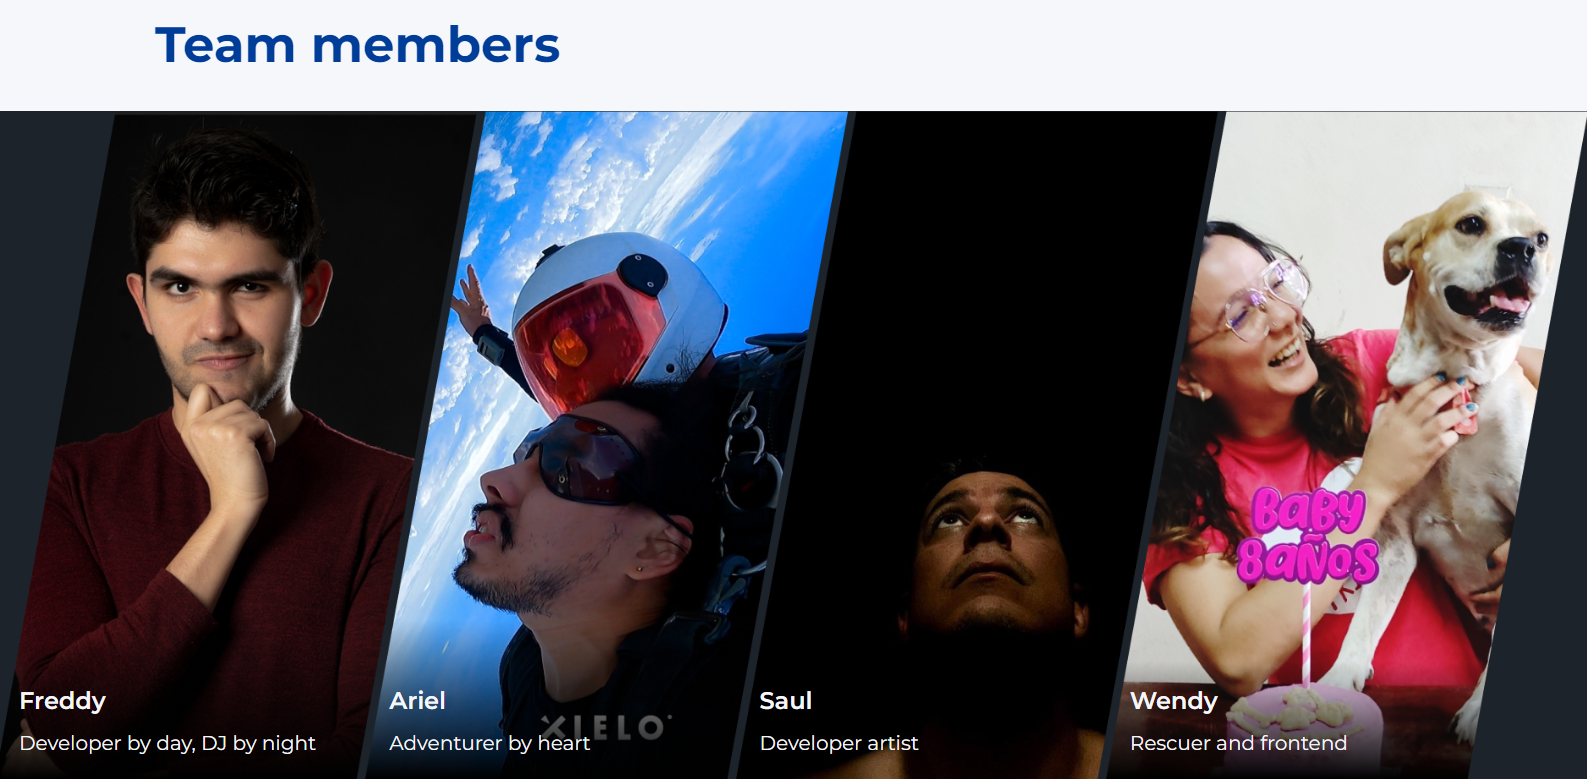 Team members
BaBy
8aÑos
XIELO
Freddy
Developer by day, DJ by night
Ariel
Adventurer by heart
Saul
Developer artist
Wendy
Rescuer and frontend